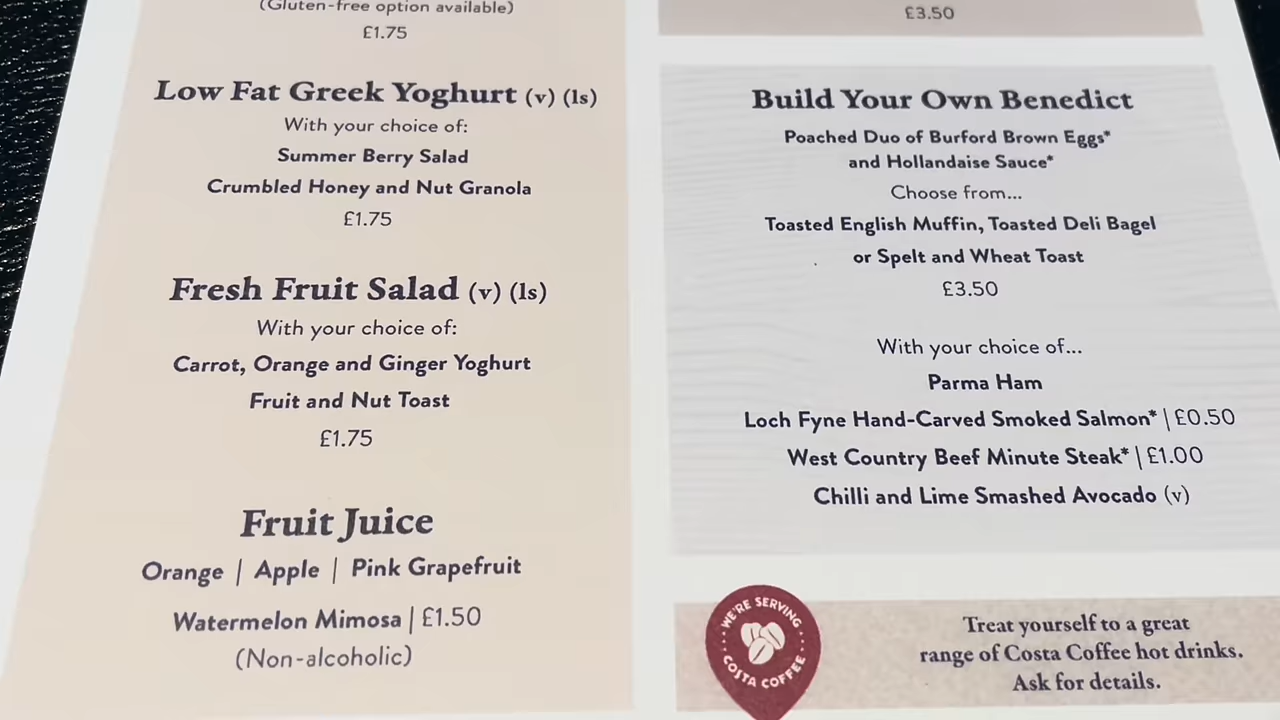 (Gluten-free option available)
£1.75
Low Fat Greek Yoghurt (v) (ls)
With your choice of:
Summer Berry Salad
Crumbled Honey and Nut Granola
£1.75
Fresh Fruit Salad (v) (ls)
With your choice of:
Carrot, Orange and Ginger Yoghurt
Fruit and Nut Toast
£1.75
Fruit Juice
Orange | Apple | Pink Grapefruit
Watermelon Mimosa | £1.50
(Non-alcoholic)
£3.50
Build Your Own Benedict
Poached Duo of Burford Brown Eggs*
and Hollandaise Sauce*
Choose from...
Toasted English Muffin, Toasted Deli Bagel
or Spelt and Wheat Toast
£3.50
With your choice of...
Parma Ham
Loch Fyne Hand-Carved Smoked Salmon* | £0.50
West Country Beef Minute Steak* | £1.00
Chilli and Lime Smashed Avocado (v)
WE'RE SERVING
COSTA COFFEE
Treat yourself to a great
range of Costa Coffee hot drinks.
Ask for details.